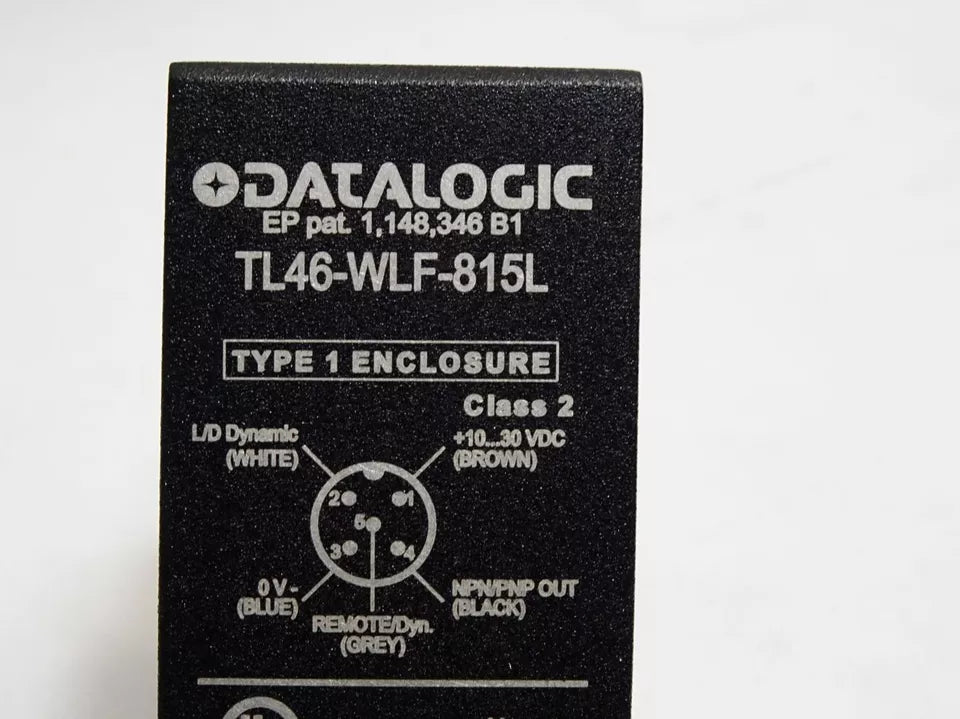 DATALOGIC
EP pat. 1,148,346 B1
TL46-WLF-815L
TYPE 1 ENCLOSURE
Class 2
L/D Dynamic
(WHITE)
+10...30 VDC
(BROWN)
2
1
5
3
4
0 V -
(BLUE)
NPN/PNP OUT
(BLACK)
REMOTE/Dyn.
(GREY)